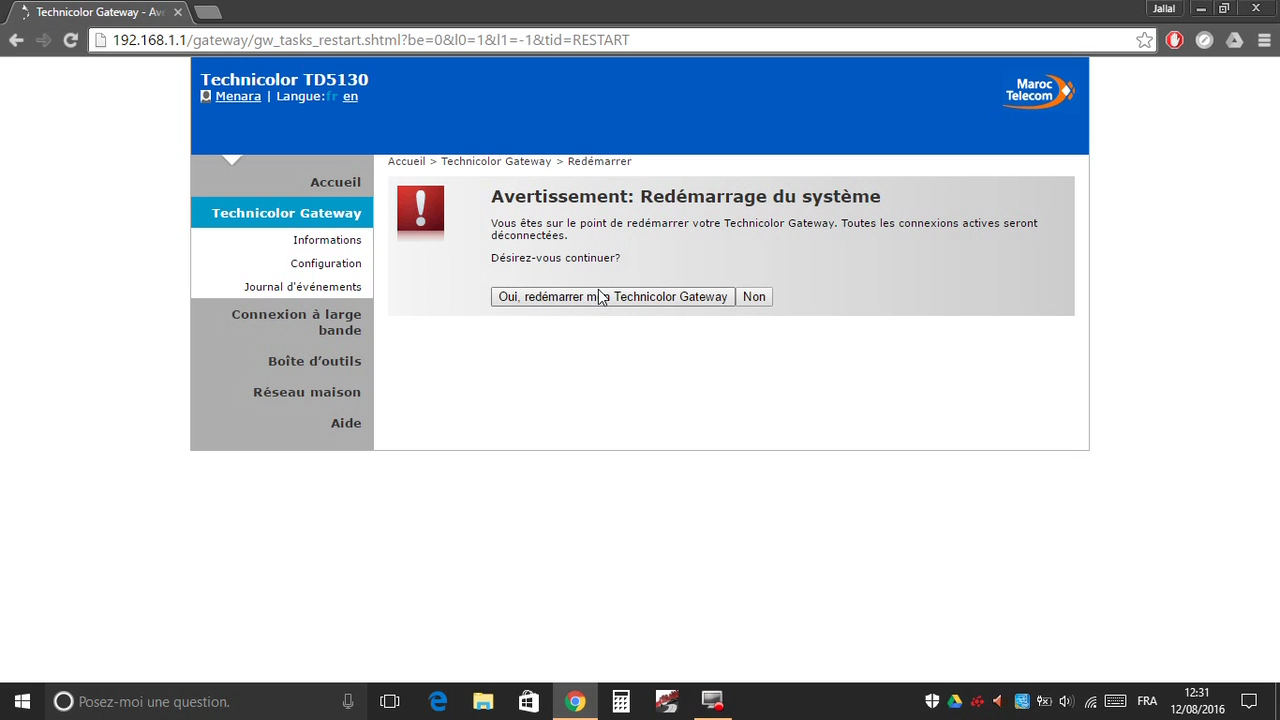 Technicolor Gateway - Ave
Jallal
192.168.1.1/gateway/gw_tasks_restart.shtml?be=0&l0=1&l1=-1&tid=RESTART
Technicolor TD5130
Menara | Langue: fr en
Maroc
Telecom
Accueil > Technicolor Gateway > Redémarrer
Accueil
Technicolor Gateway
Informations
Configuration
Journal d'événements
Connexion à large
bande
Boîte d’outils
Réseau maison
Aide
Avertissement: Redémarrage du système
Vous êtes sur le point de redémarrer votre Technicolor Gateway. Toutes les connexions actives seront
déconnectées.
Désirez-vous continuer?
Oui, redémarrer Technicolor Gateway Non
Posez-moi une question.
FRA
12:31
12/08/2016